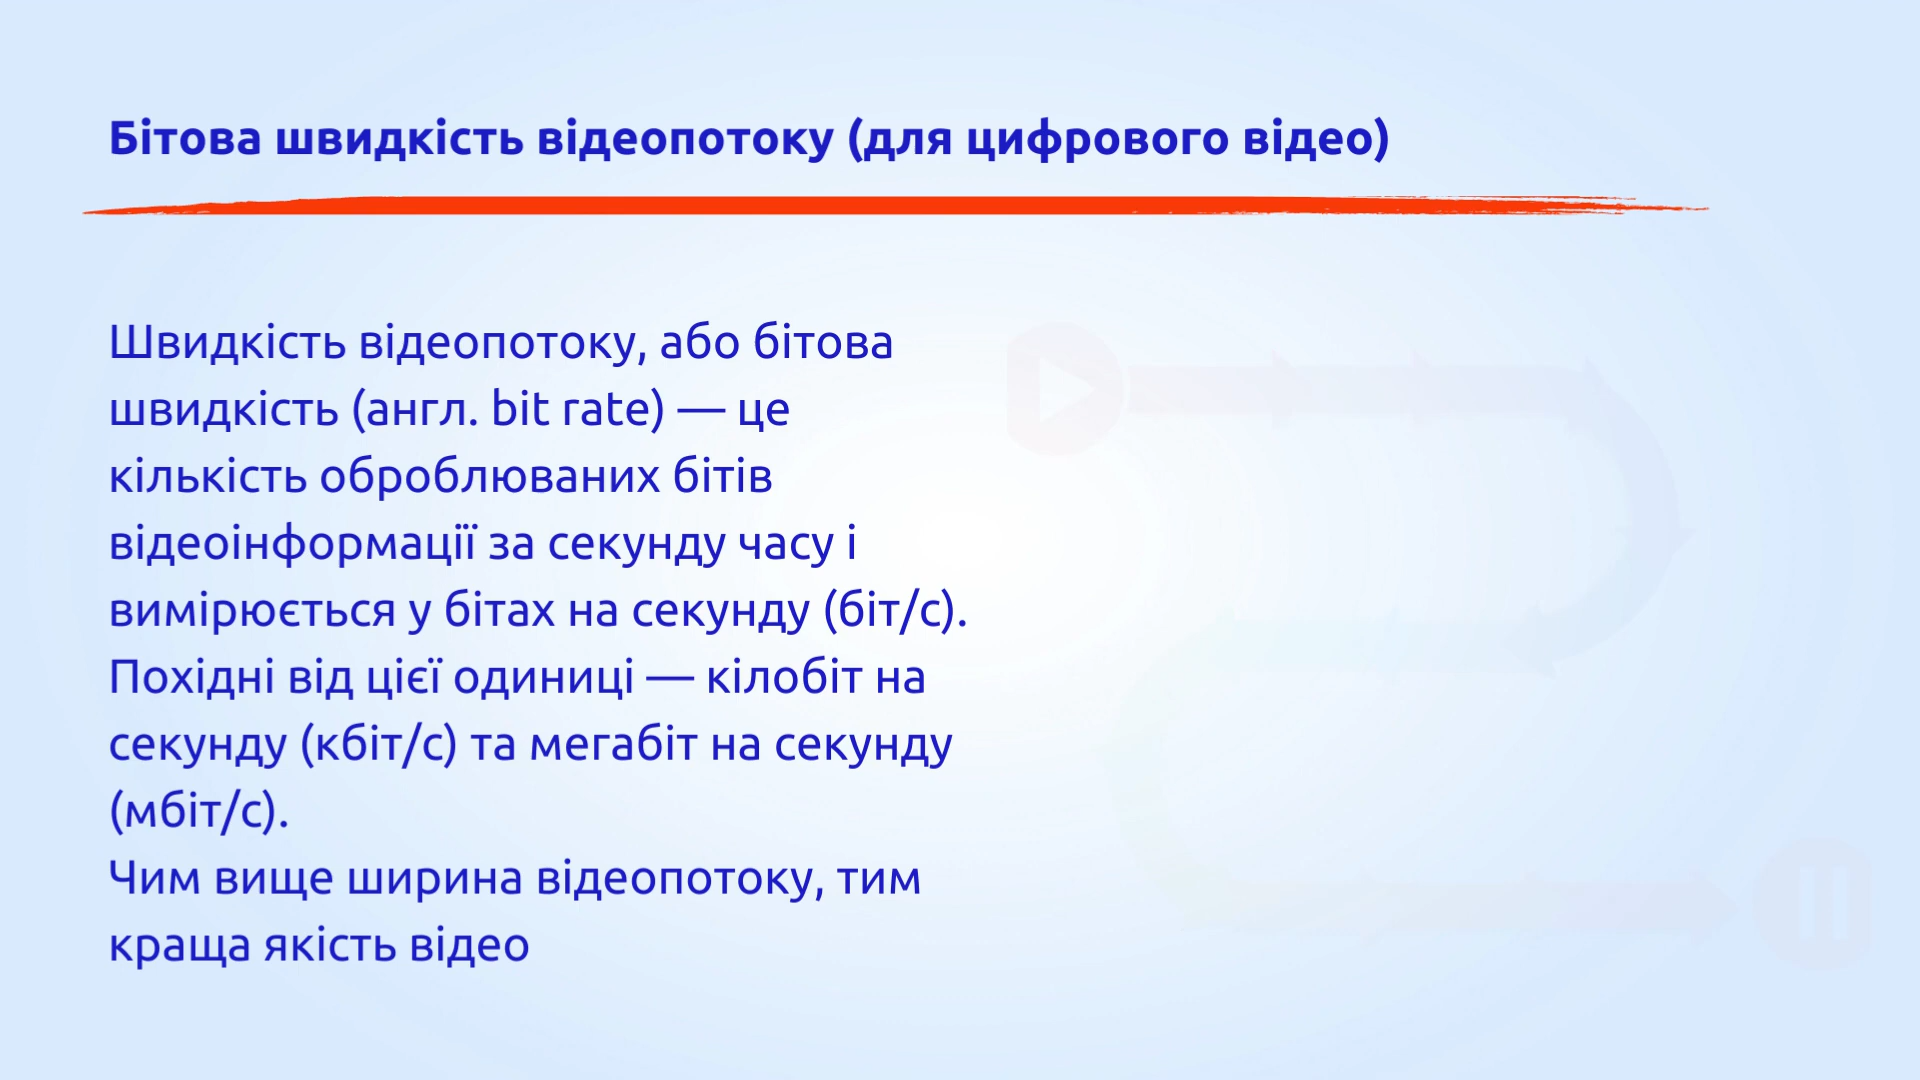 Бітова швидкість відеопотоку (для цифрового відео)
Швидкість відеопотоку, або бітова
швидкість (англ. bit rate) — це
кількість оброблюваних бітів
відеоінформації за секунду часу і
вимірюється у бітах на секунду (біт/с).
Похідні від цієї одиниці — кілобіт на
секунду (кбіт/с) та мегабіт на секунду
(мбіт/с).
Чим вище ширина відеопотоку, тим
краща якість відео